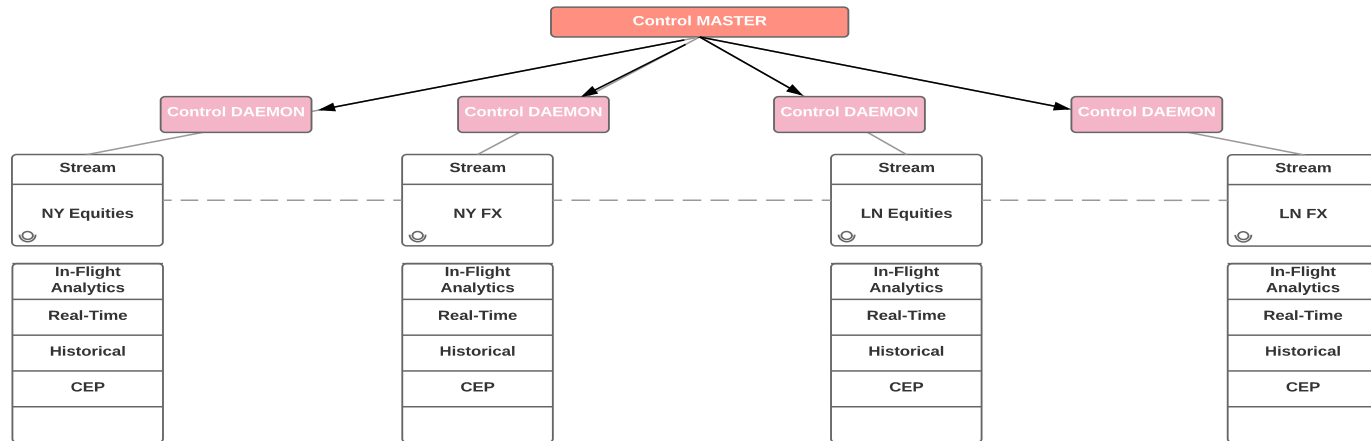 Control MASTER
Control DAEMON
Control DAEMON
Control DAEMON
Control DAEMON
Stream
Stream
Stream
Stream
NY Equities
NY FX
LN Equities
LN FX
In-Flight
Analytics
In-Flight
Analytics
In-Flight
Analytics
In-Flight
Analytics
Real-Time
Real-Time
Real-Time
Real-Time
Historical
Historical
Historical
Historical
CEP
CEP
CEP
CEP